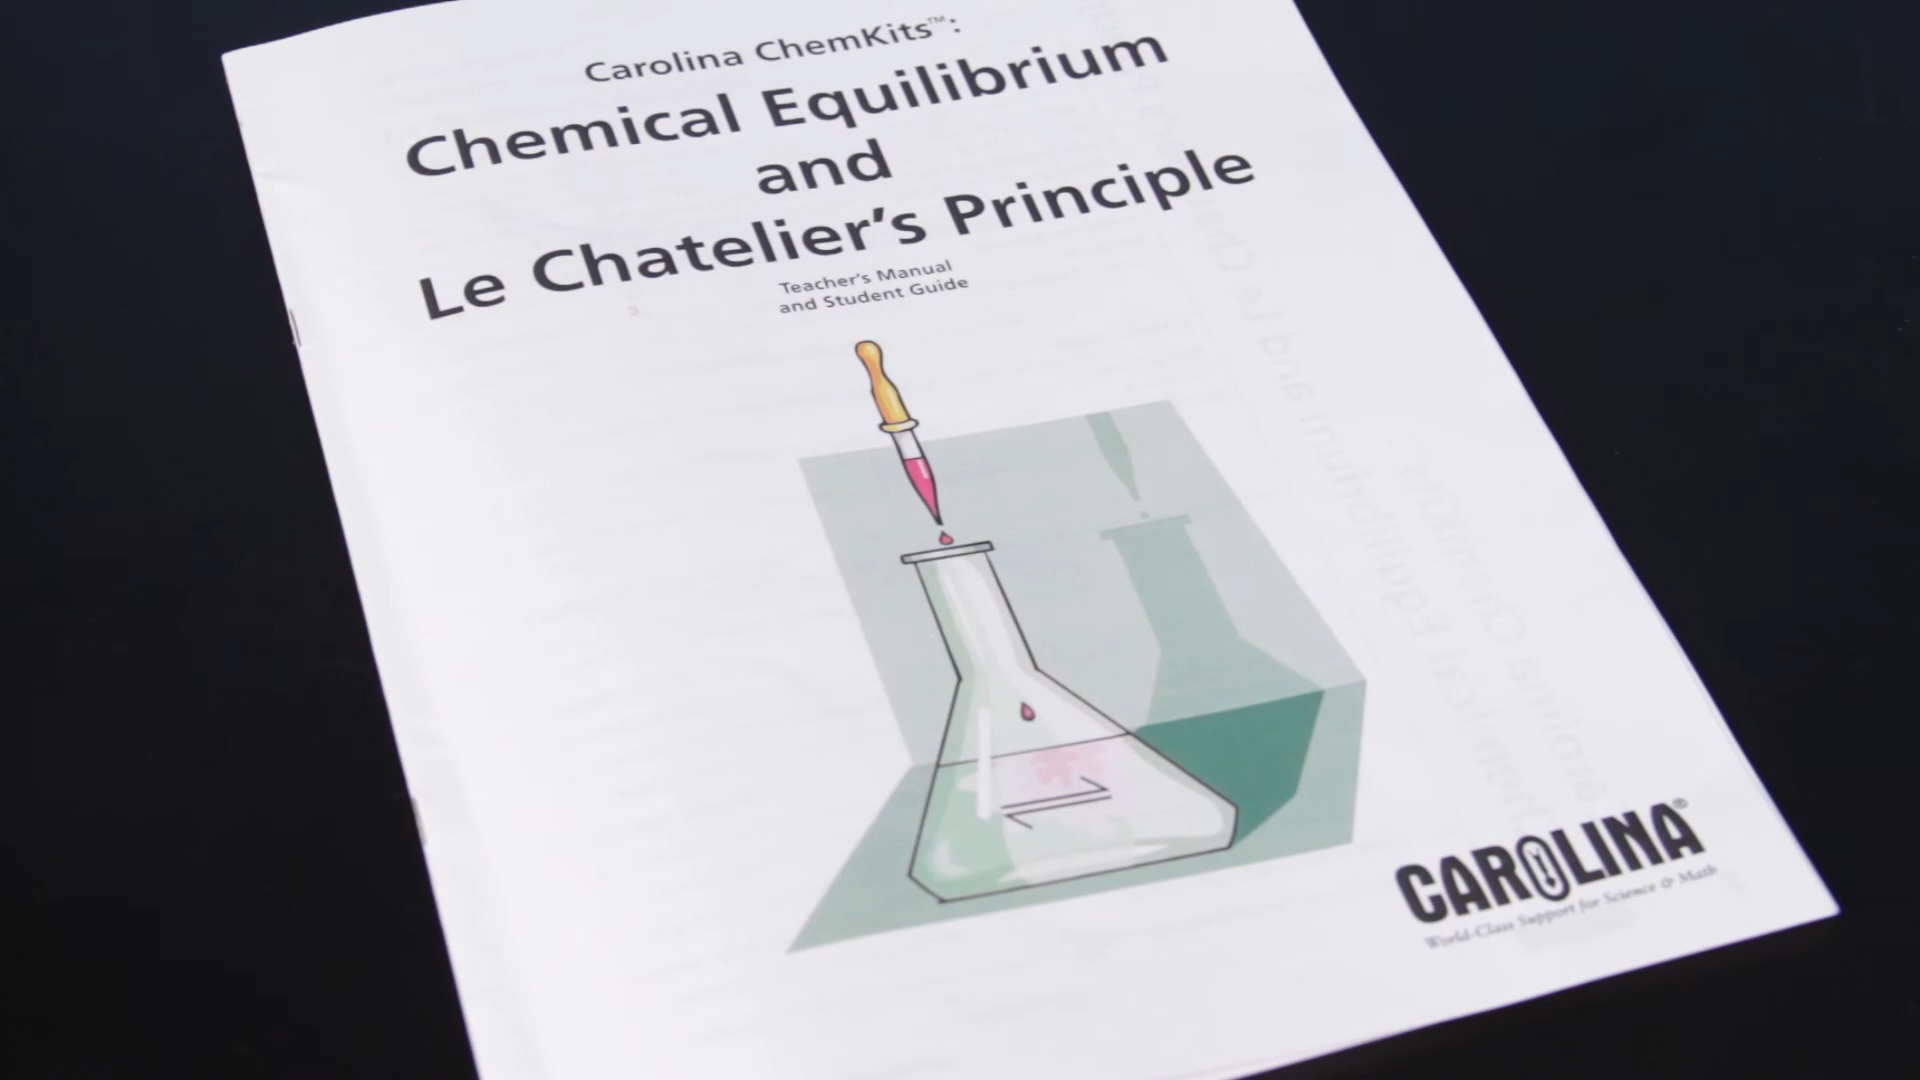 Carolina ChemKits™:
Chemical Equilibrium
and
Le Chatelier's Principle
Teacher's Manual
and Student Guide
CAROLINA®
World-Class Support for Science & Math